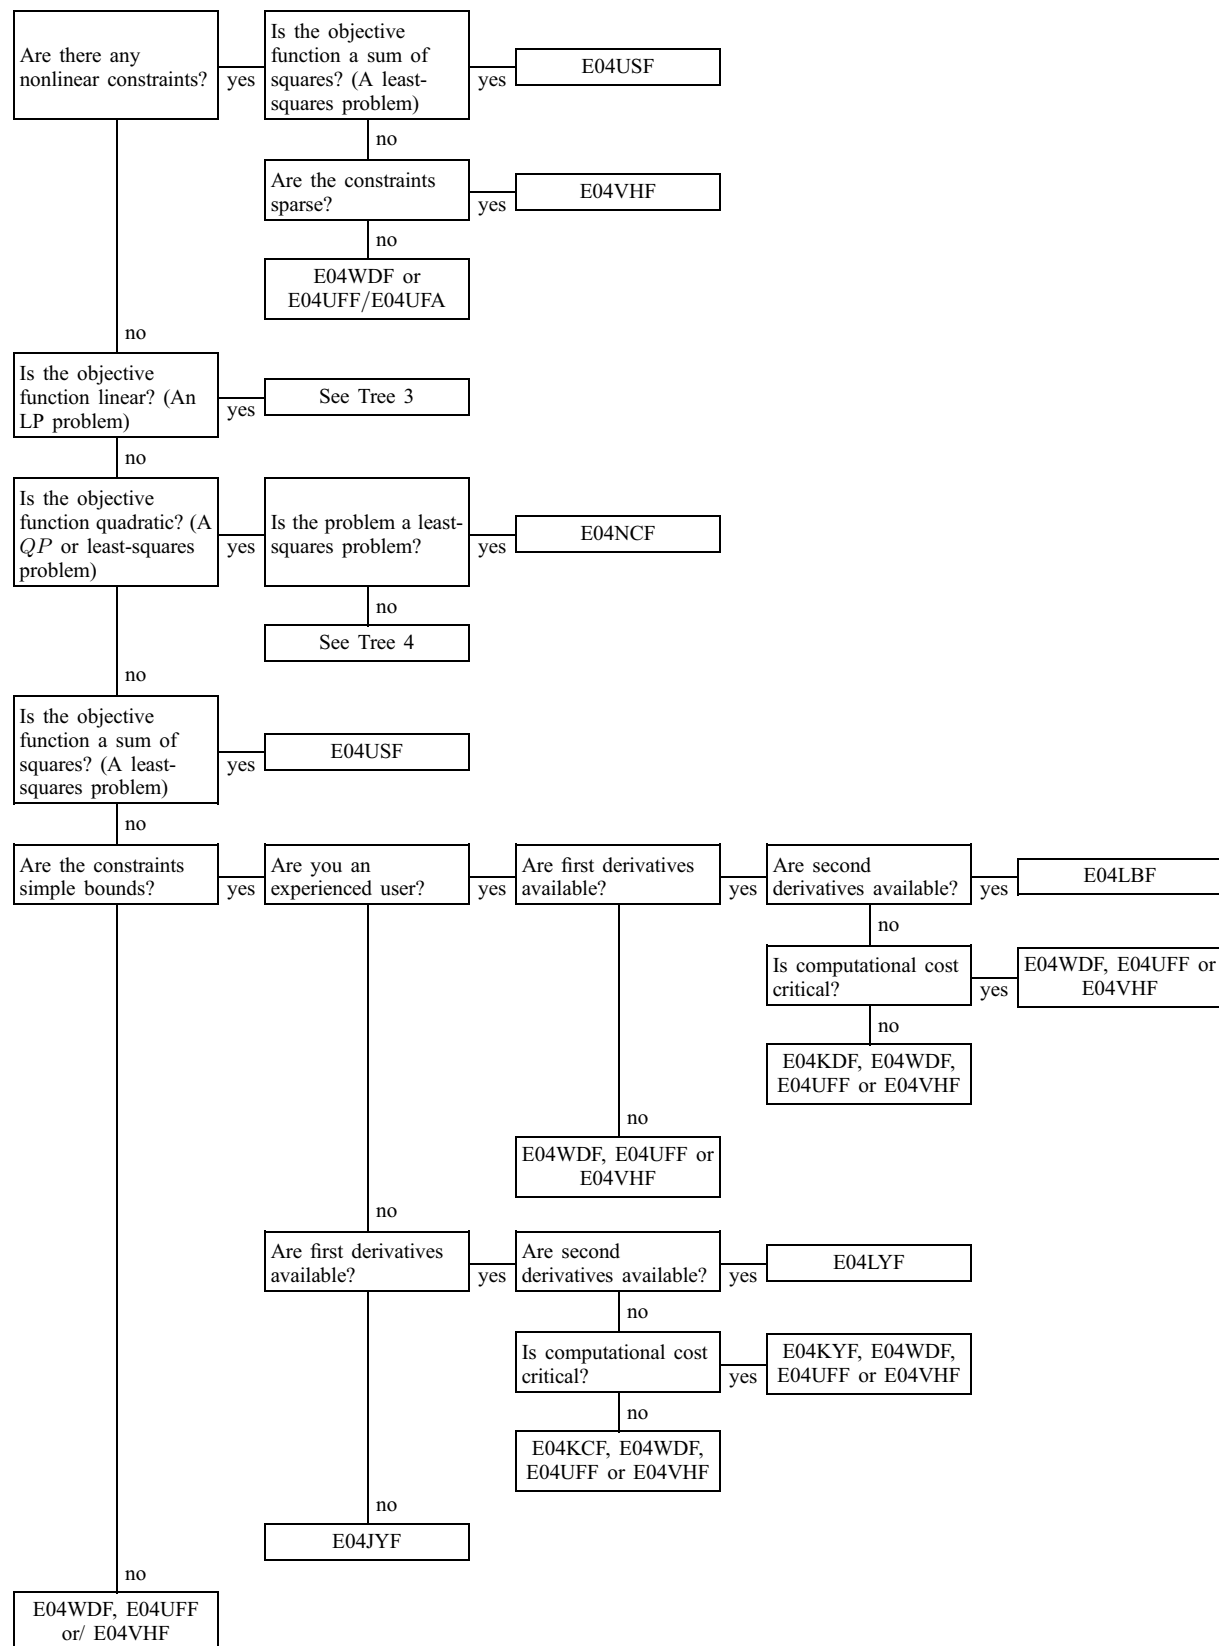 Are there any
nonlinear constraints?
yes
Is the objective
function a sum of
squares? (A least-
squares problem)
yes
E04USF
no
Are the constraints
sparse?
yes
E04VHF
no
E04WDF or
E04UFF/E04UFA
no
Is the objective
function linear? (An
LP problem)
yes
See Tree 3
no
Is the objective
function quadratic? (A
QP or least-squares
problem)
yes
Is the problem a least-
squares problem?
yes
E04NCF
no
See Tree 4
no
Is the objective
function a sum of
squares? (A least-
squares problem)
yes
E04USF
no
Are the constraints
simple bounds?
yes
Are you an
experienced user?
yes
Are first derivatives
available?
yes
Are second
derivatives available?
yes
E04LBF
no
Is computational cost
critical?
yes
E04WDF, E04UFF or
E04VHF
no
E04KDF, E04WDF,
E04UFF or E04VHF
no
E04WDF, E04UFF or
E04VHF
no
Are first derivatives
available?
yes
Are second
derivatives available?
yes
E04LYF
no
Is computational cost
critical?
yes
E04KYF, E04WDF,
E04UFF or E04VHF
no
E04KCF, E04WDF,
E04UFF or E04VHF
no
E04JYF
no
E04WDF, E04UFF
or/ E04VHF